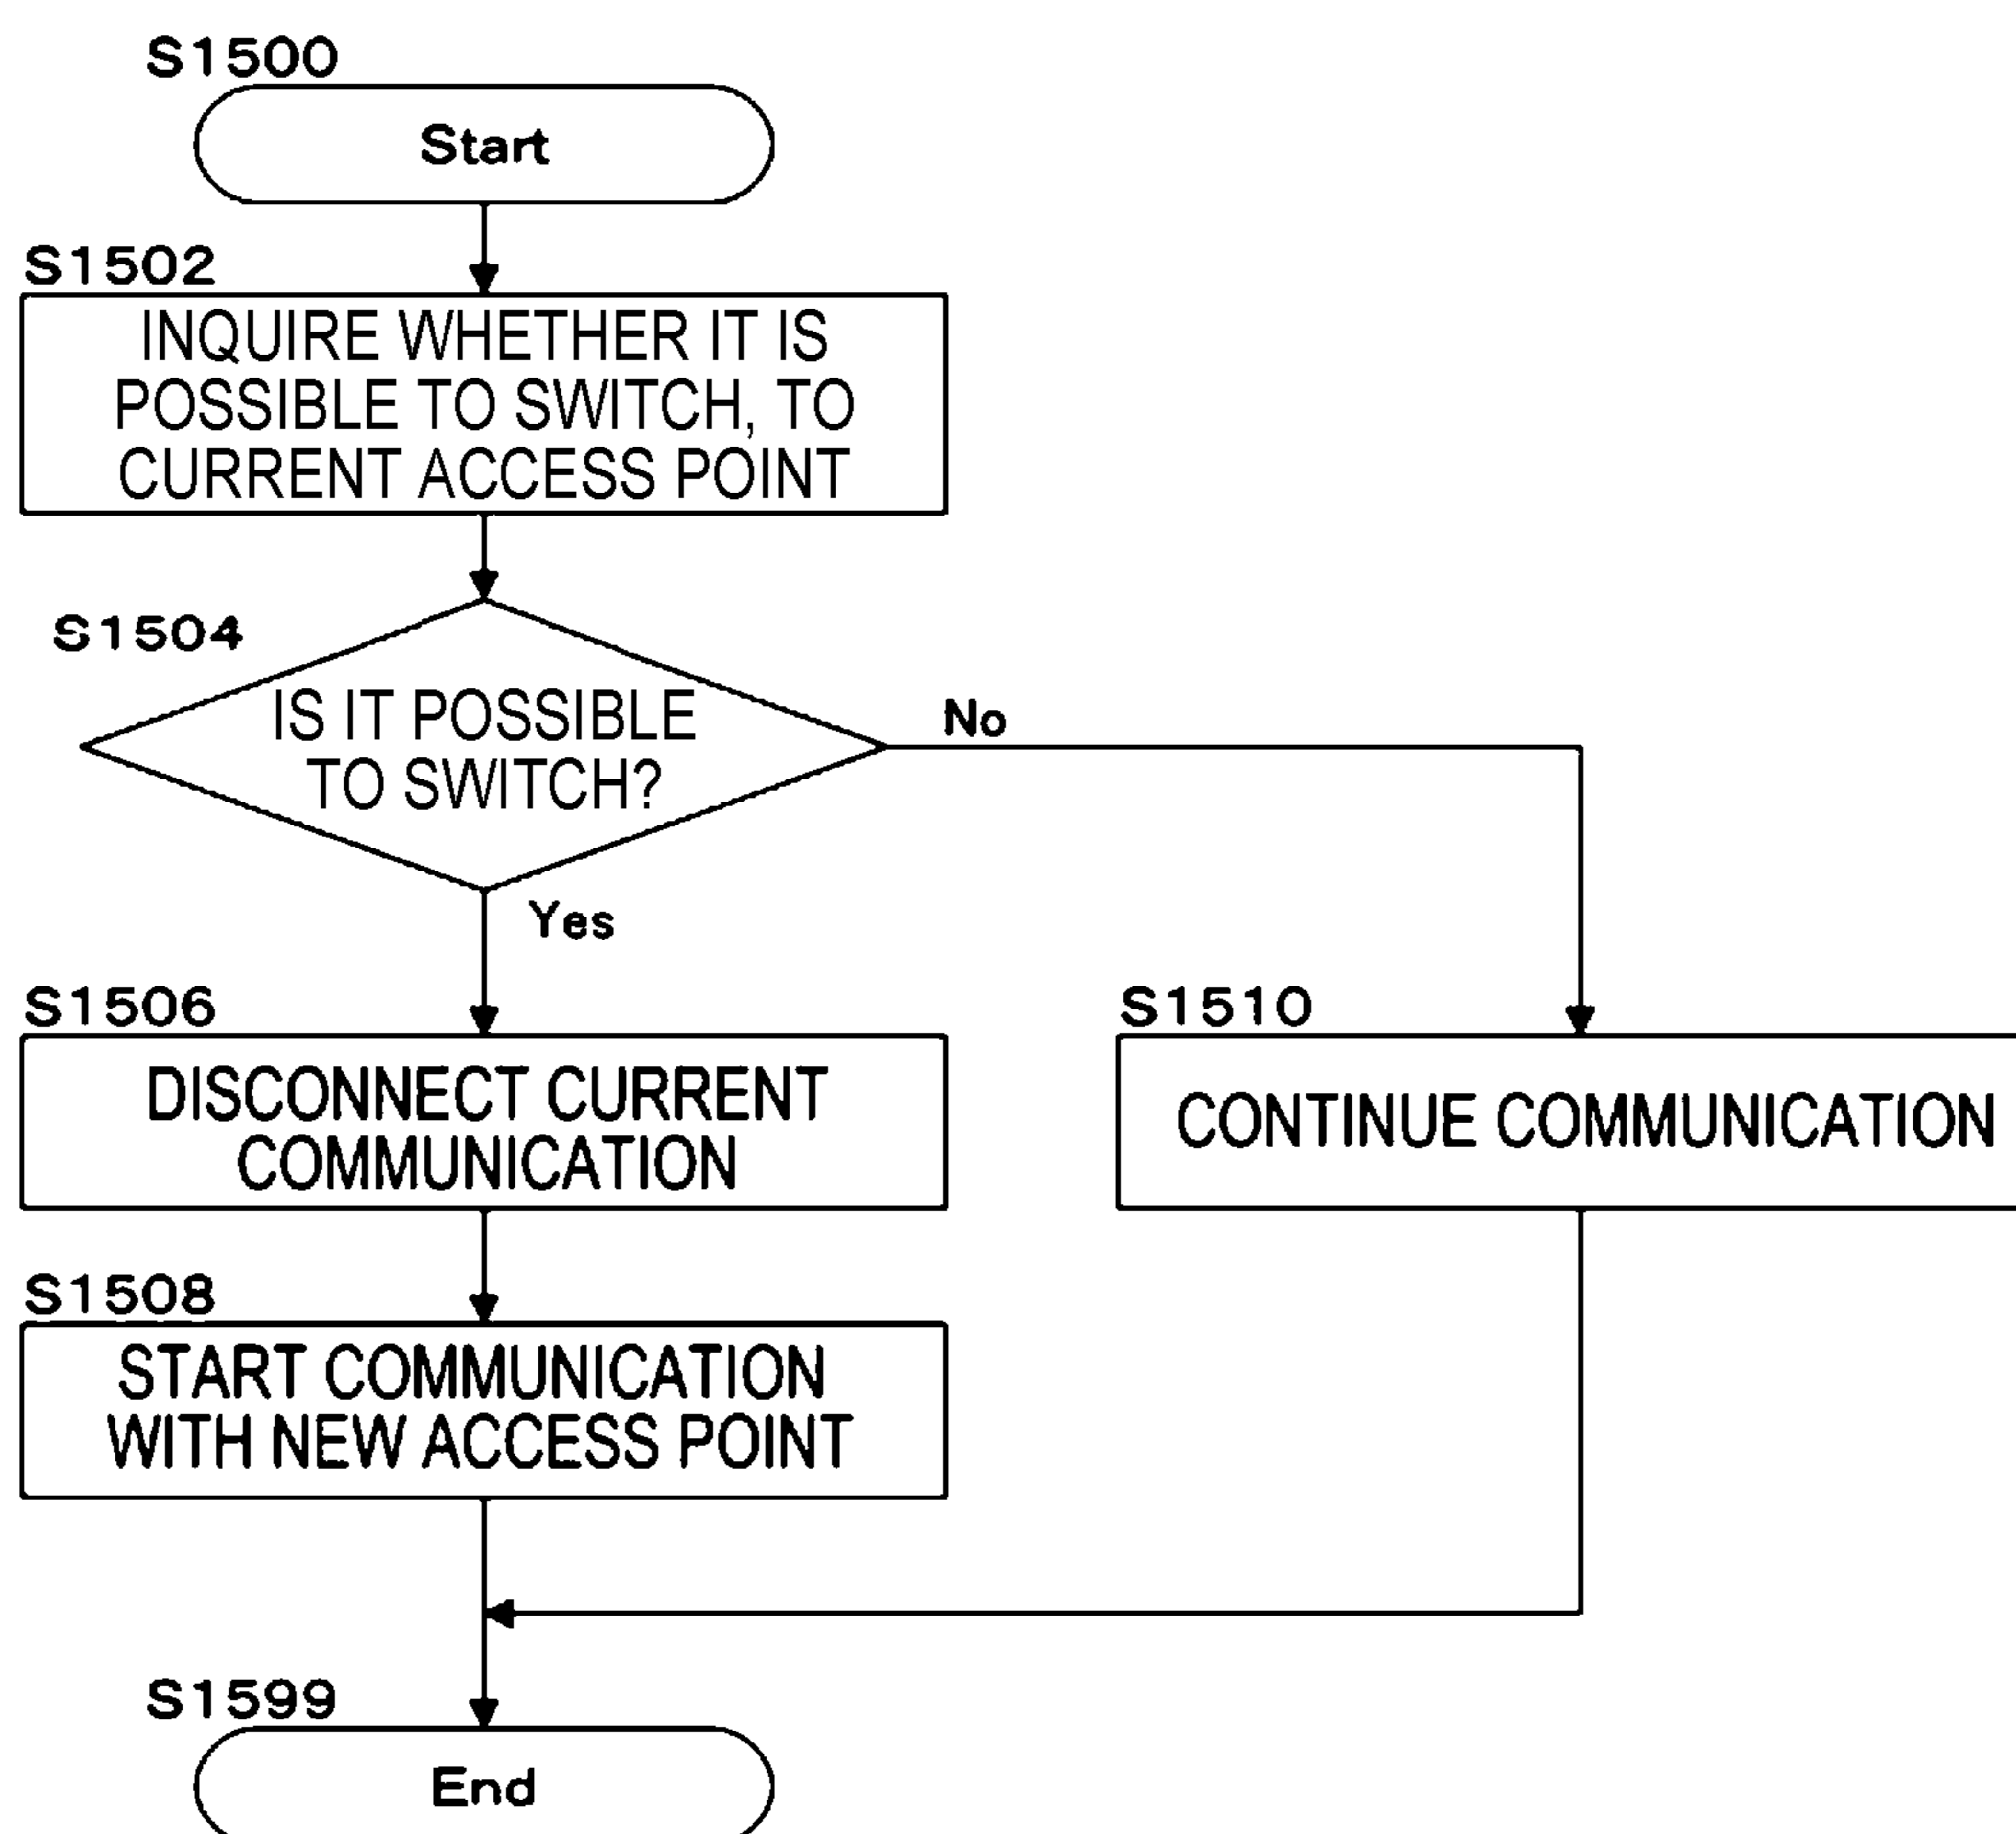 S1500
Start
S1502
INQUIRE WHETHER IT IS
POSSIBLE TO SWITCH, TO
CURRENT ACCESS POINT
S1504
IS IT POSSIBLE
TO SWITCH?
No
Yes
S1506
DISCONNECT CURRENT
COMMUNICATION
S1510
CONTINUE COMMUNICATION
S1508
START COMMUNICATION
WITH NEW ACCESS POINT
S1599
End